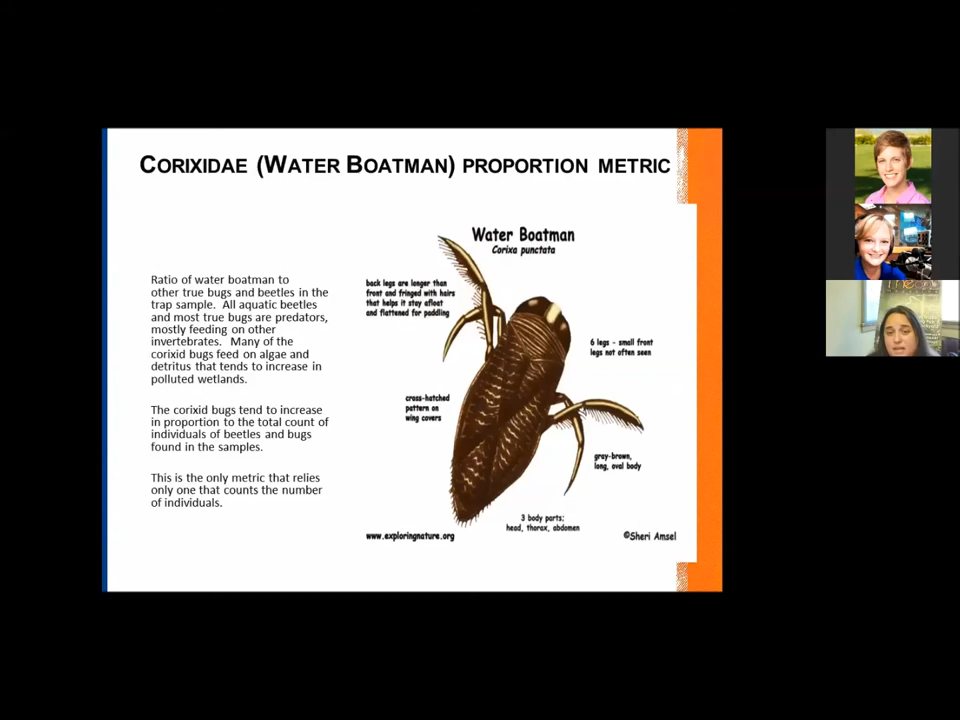 CORIXIDAE (WATER BOATMAN) PROPORTION METRIC
Ratio of water boatman to
other true bugs and beetles in the
trap sample. All aquatic beetles
and most true bugs are predators,
mostly feeding on other
invertebrates. Many of the
corixid bugs feed on algae and
detritus that tends to increase in
polluted wetlands.
The corixid bugs tend to increase
in proportion to the total count of
individuals of beetles and bugs
found in the samples.
This is the only metric that relies
only one that counts the number
of individuals.
Water Boatman
Corixa punctata
back legs are longer than
front and fringed with hairs
that helps it stay afloat
and flattened for paddling
6 legs - small front
legs not often seen
cross-hatched
pattern on
wing covers
gray-brown,
long, oval body
3 body parts:
head, thorax, abdomen
www.exploringnature.org
©Sheri Amsel